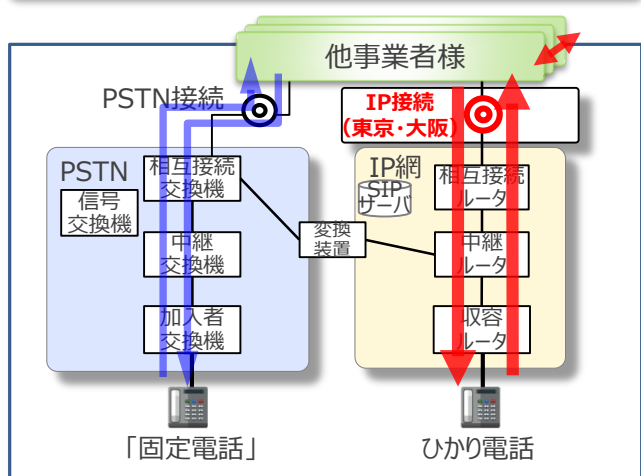 他事業者様
PSTN接続
IP接続
(東京・大阪)
PSTN
相互接続
交換機
信号
交換機
中継
交換機
加入者
交換機
変換
装置
IP網
SIP
サーバ
相互接続
ルータ
中継
ルータ
収容
ルータ
「固定電話」
ひかり電話